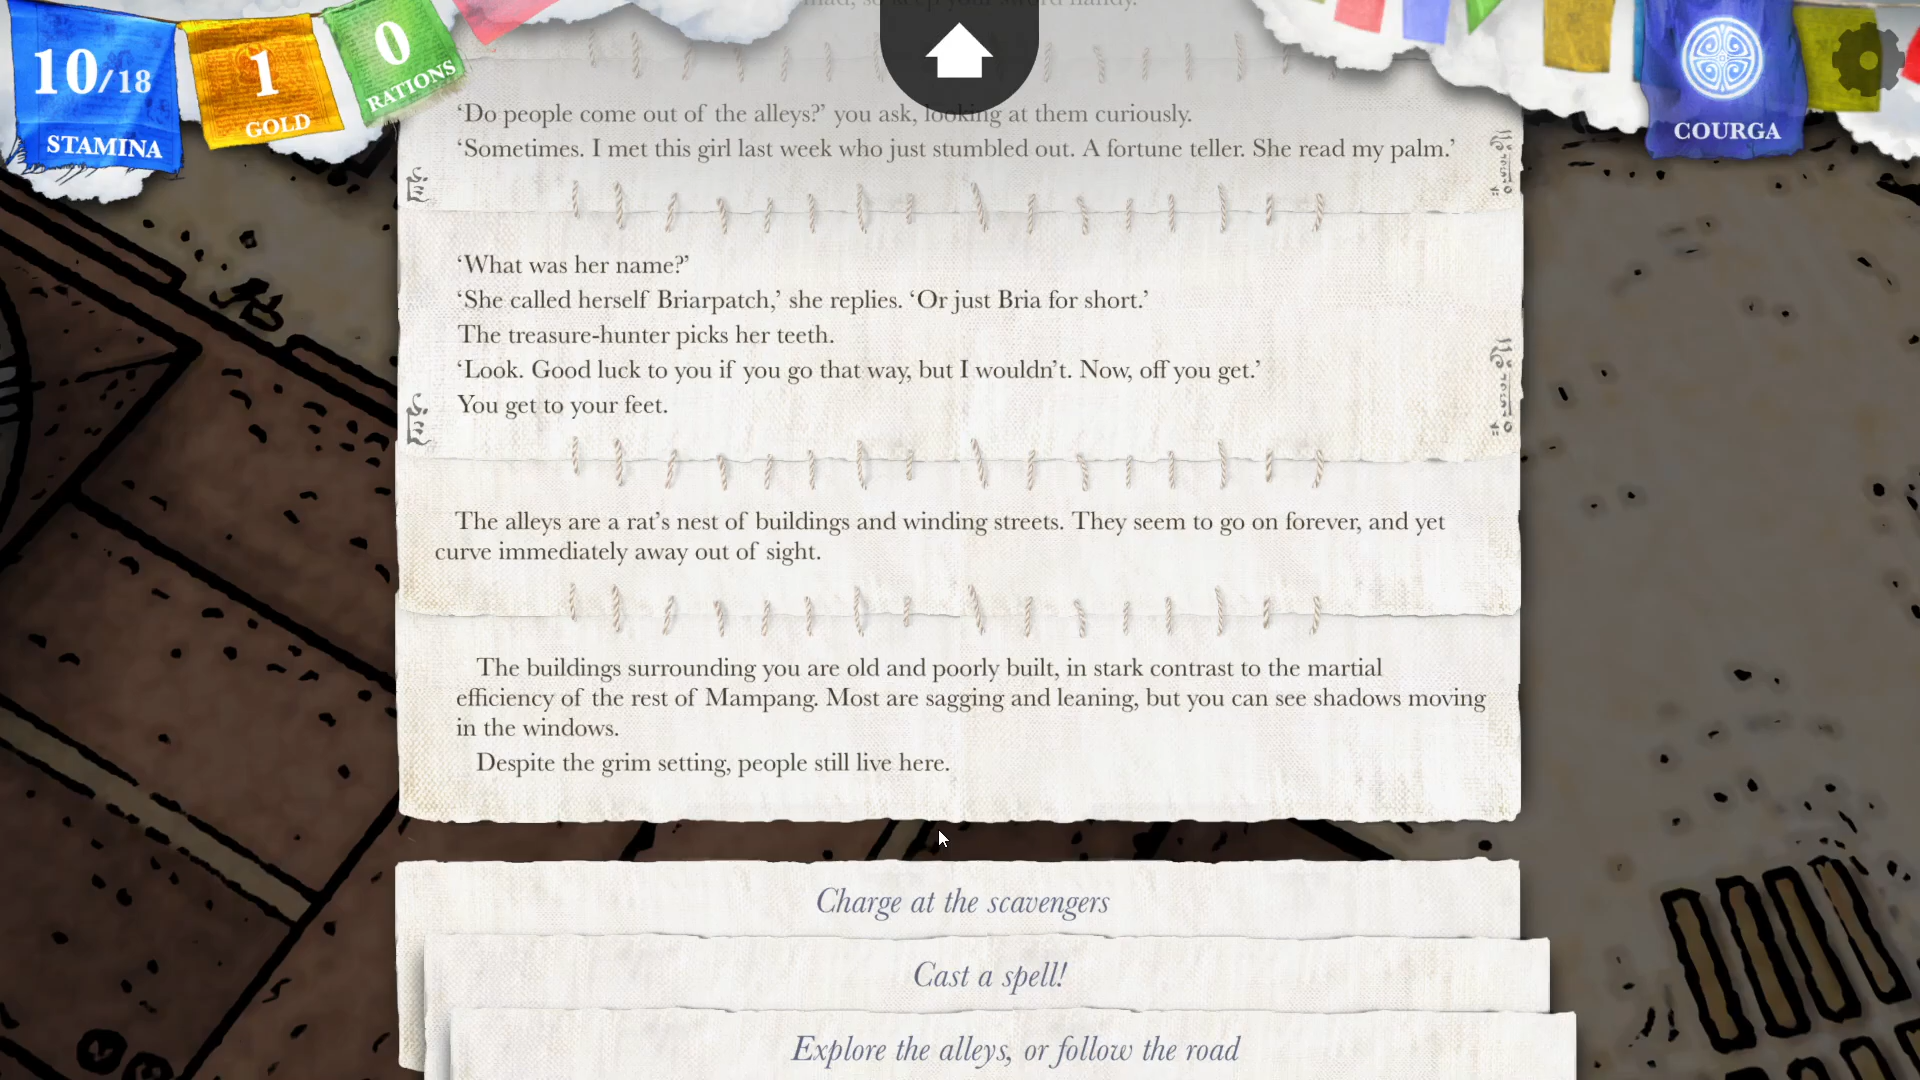 10/18
STAMINA
1
GOLD
0
RATIONS
COURGA
‘Do people come out of the alleys?’ you ask, looking at them curiously.
‘Sometimes. I met this girl last week who just stumbled out. A fortune teller. She read my palm.’
‘What was her name?’
‘She called herself Briarpatch,’ she replies. ‘Or just Bria for short.’
The treasure-hunter picks her teeth.
‘Look. Good luck to you if you go that way, but I wouldn’t. Now, off you get.’
You get to your feet.
The alleys are a rat’s nest of buildings and winding streets. They seem to go on forever, and yet
curve immediately away out of sight.
The buildings surrounding you are old and poorly built, in stark contrast to the martial
efficiency of the rest of Mampang. Most are sagging and leaning, but you can see shadows moving
in the windows.
Despite the grim setting, people still live here.
Charge at the scavengers
Cast a spell!
Explore the alleys, or follow the road